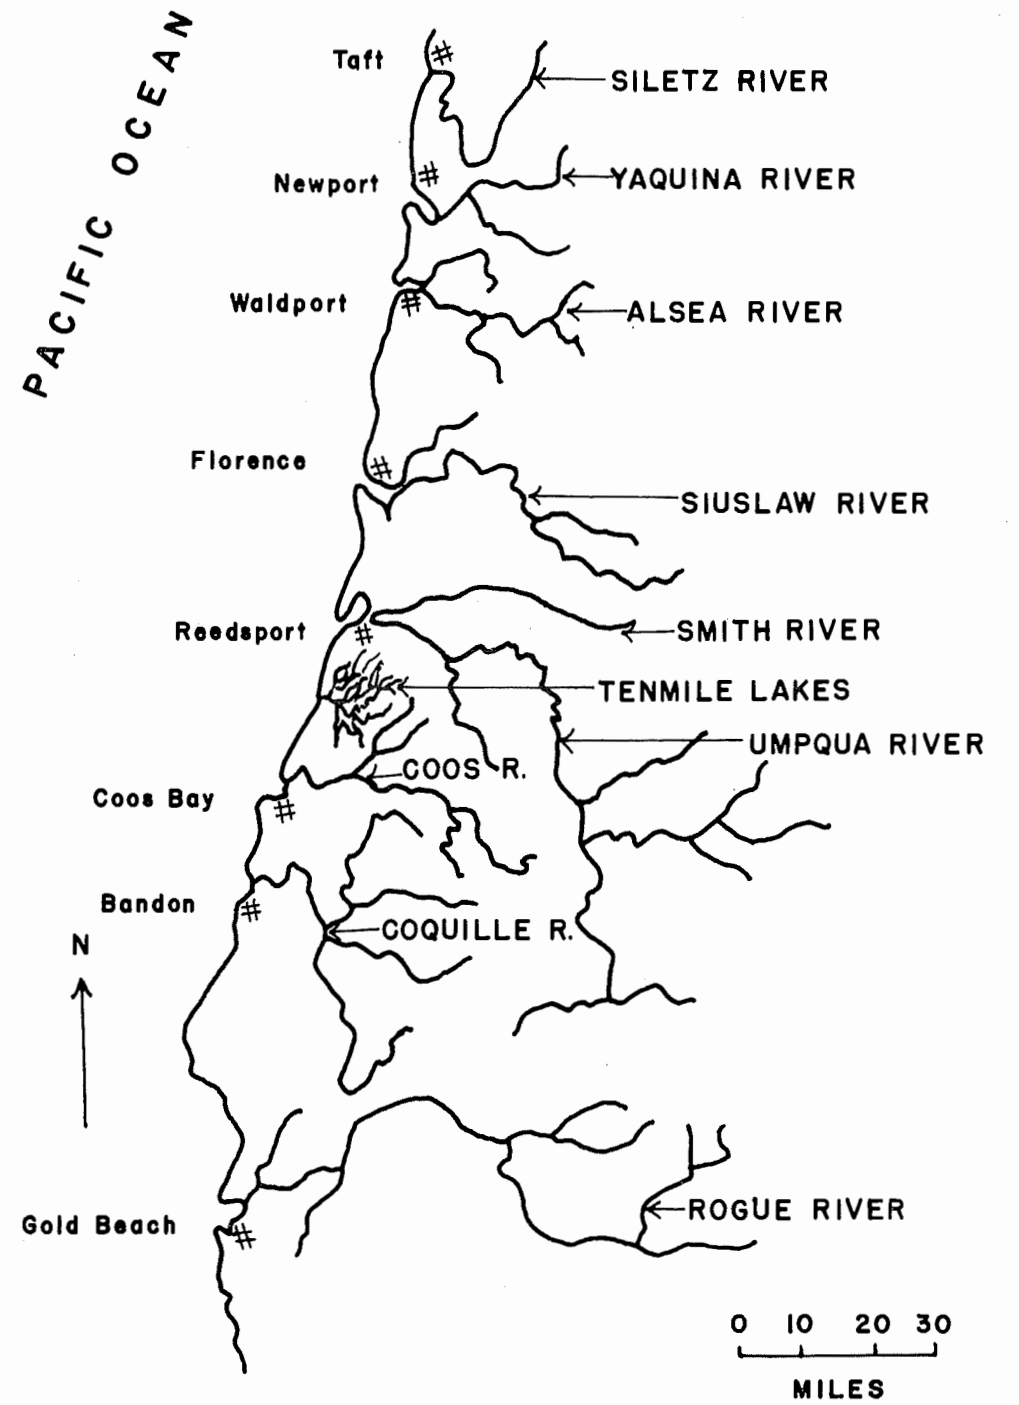 PACIFIC OCEAN
Taft
SILETZ RIVER
Newport
YAQUINA RIVER
Waldport
ALSEA RIVER
Florence
SIUSLAW RIVER
Reedsport
SMITH RIVER
TENMILE LAKES
UMPQUA RIVER
COOS R.
Coos Bay
Bandon
COQUILLE R.
N
Gold Beach
ROGUE RIVER
0 10 20 30
MILES